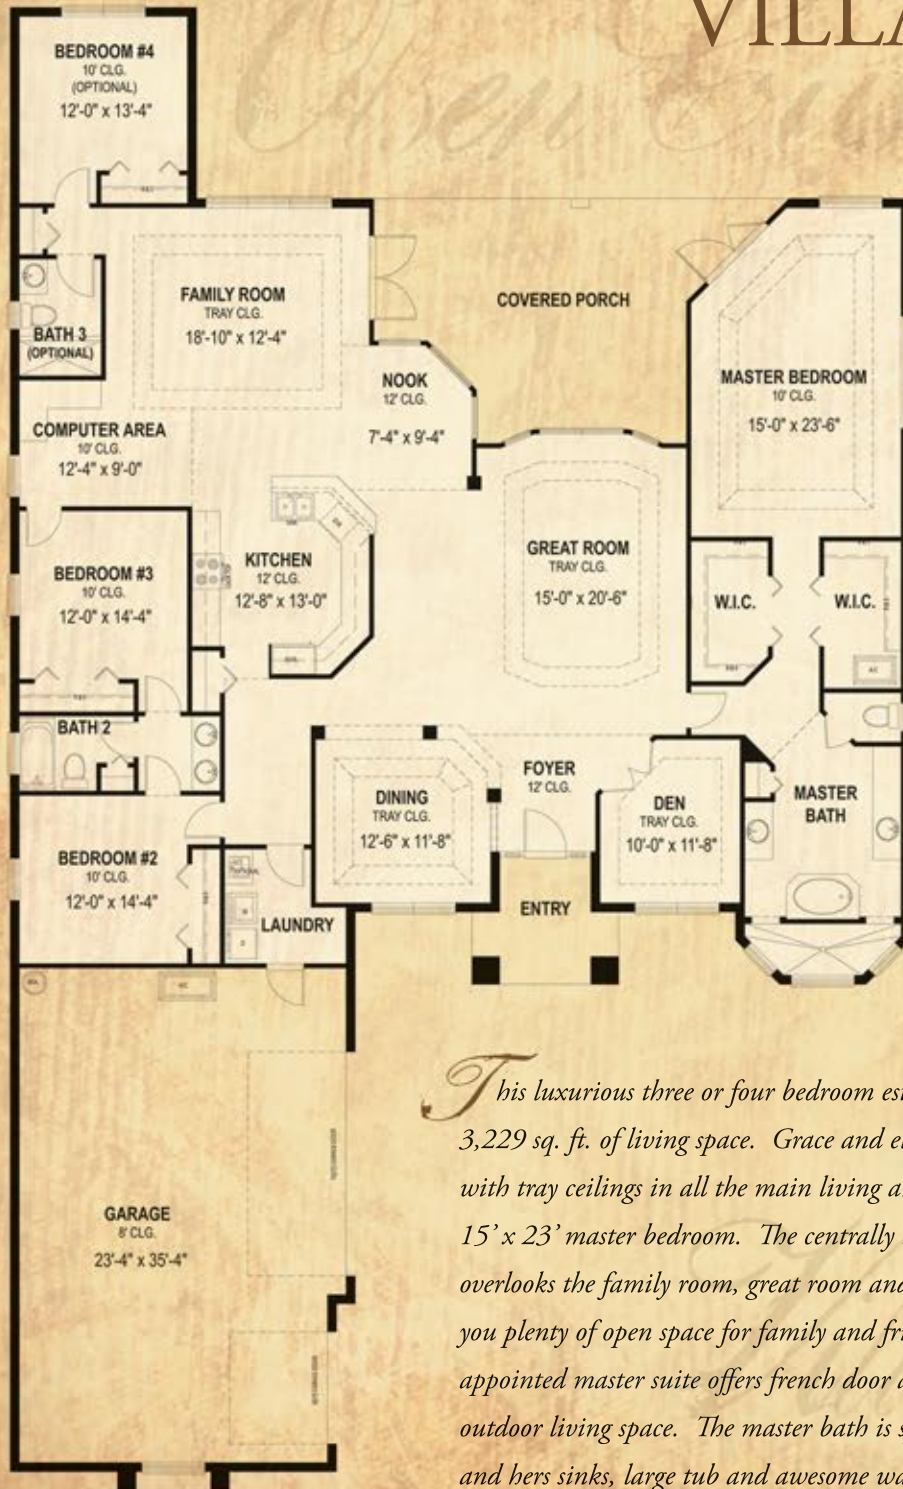 VILLA
BEDROOM #4
10' CLG.
(OPTIONAL)
12'-0" x 13'-4"
FAMILY ROOM
TRAY CLG.
18'-10" x 12'-4"
COVERED PORCH
BATH 3
(OPTIONAL)
NOOK
12' CLG.
7'-4" x 9'-4"
MASTER BEDROOM
10' CLG.
15'-0" x 23'-6"
COMPUTER AREA
10' CLG.
12'-4" x 9'-0"
KITCHEN
12' CLG.
12'-8" x 13'-0"
GREAT ROOM
TRAY CLG.
15'-0" x 20'-6"
BEDROOM #3
10' CLG.
12'-0" x 14'-4"
W.I.C.
W.I.C.
BATH 2
FOYER
12' CLG.
DINING
TRAY CLG.
12'-6" x 11'-8"
DEN
TRAY CLG.
10'-0" x 11'-8"
MASTER
BATH
BEDROOM #2
10' CLG.
12'-0" x 14'-4"
LAUNDRY
ENTRY
GARAGE
8' CLG.
23'-4" x 35'-4"
This luxurious three or four bedroom es
3,229 sq. ft. of living space. Grace and e
with tray ceilings in all the main living a
15' x 23' master bedroom. The centrally
overlooks the family room, great room and
you plenty of open space for family and fr
appointed master suite offers french door a
outdoor living space. The master bath is s
and hers sinks, large tub and awesome wa